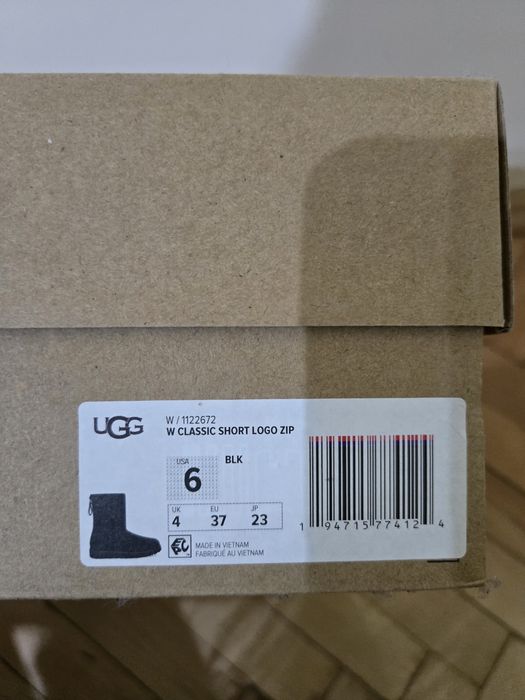 UGG
W / 1122672
W CLASSIC SHORT LOGO ZIP
USA
6
BLK
UK EU JP
4 37 23
MADE IN VIETNAM
FABRIQUÉ AU VIETNAM
1 94715 77412 4